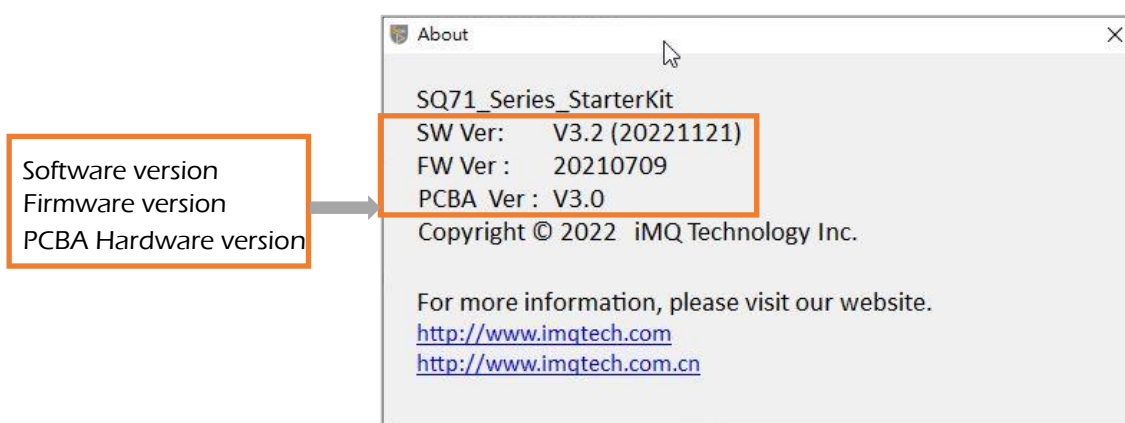 About
SQ71_Series_StarterKit
SW Ver: V3.2 (20221121)
FW Ver : 20210709
PCBA Ver : V3.0
Copyright © 2022 iMQ Technology Inc.
For more information, please visit our website.
http://www.imqtech.com
http://www.imqtech.com.cn
Software version
Firmware version
PCBA Hardware version